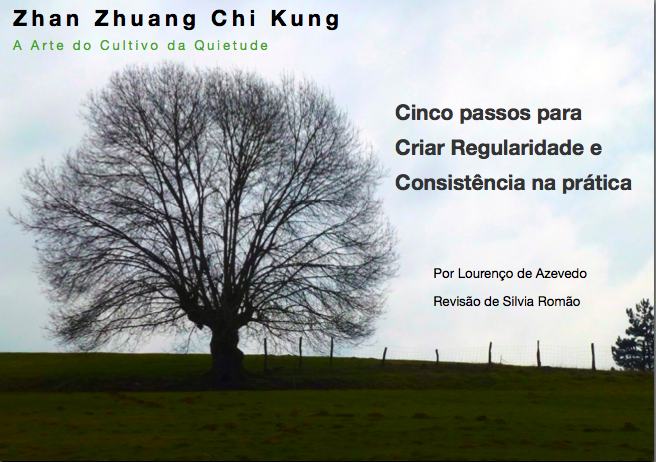 Zhan Zhuang Chi Kung
A Arte do Cultivo da Quietude
Cinco passos para
Criar Regularidade e
Consistência na prática
Por Lourenço de Azevedo
Revisão de Silvia Romão